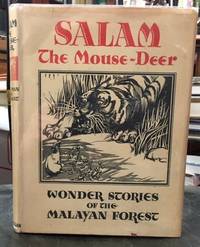 SALAM
The Mouse-Deer
WONDER STORIES
OF THE
MALAYAN FOREST